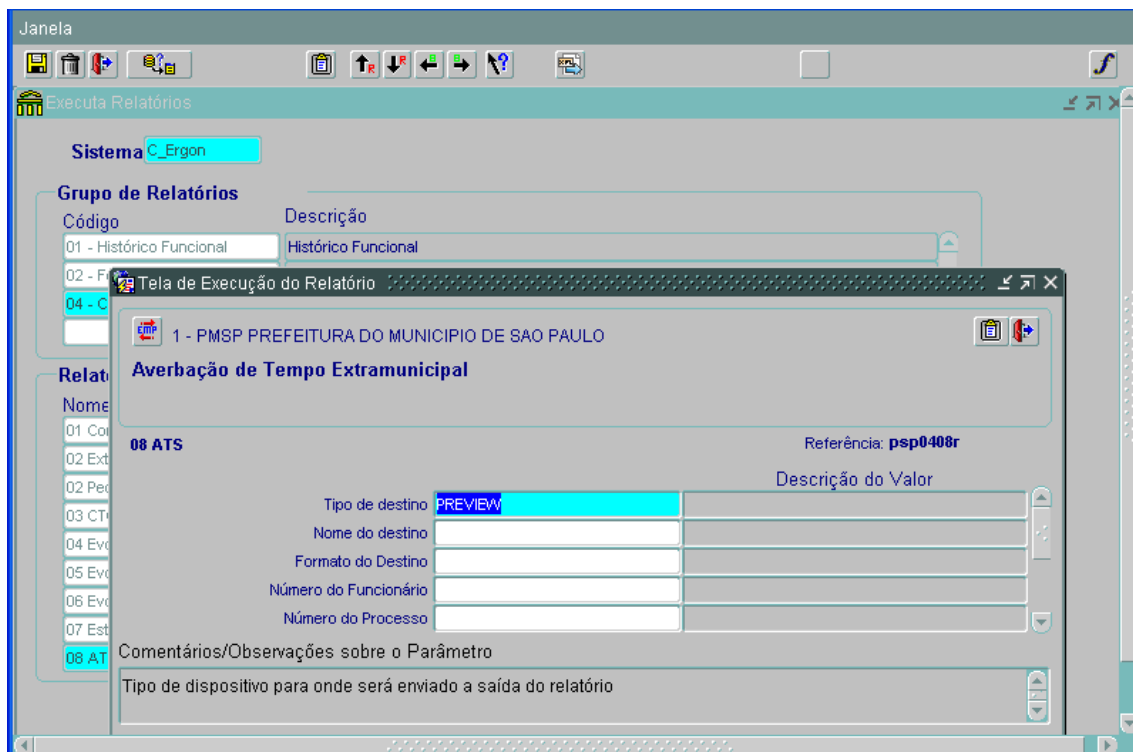 Janela
Executa Relatórios
Sistema C_Ergon
Grupo de Relatórios
Código Descrição
01 - Histórico Funcional Histórico Funcional
02 - F
04 - C
Tela de Execução do Relatório
EMP 1 - PMSP PREFEITURA DO MUNICIPIO DE SAO PAULO
Averbação de Tempo Extramunicipal
Relat
Nome
01 Co
02 Ext
02 Pe
03 CT
04 Evo
05 Evo
06 Evo
07 Est
08 AT
08 ATS Referência: psp0408r
Descrição do Valor
Tipo de destino PREVIEW
Nome do destino
Formato do Destino
Número do Funcionário
Número do Processo
Comentários/Observações sobre o Parâmetro
Tipo de dispositivo para onde será enviado a saída do relatório